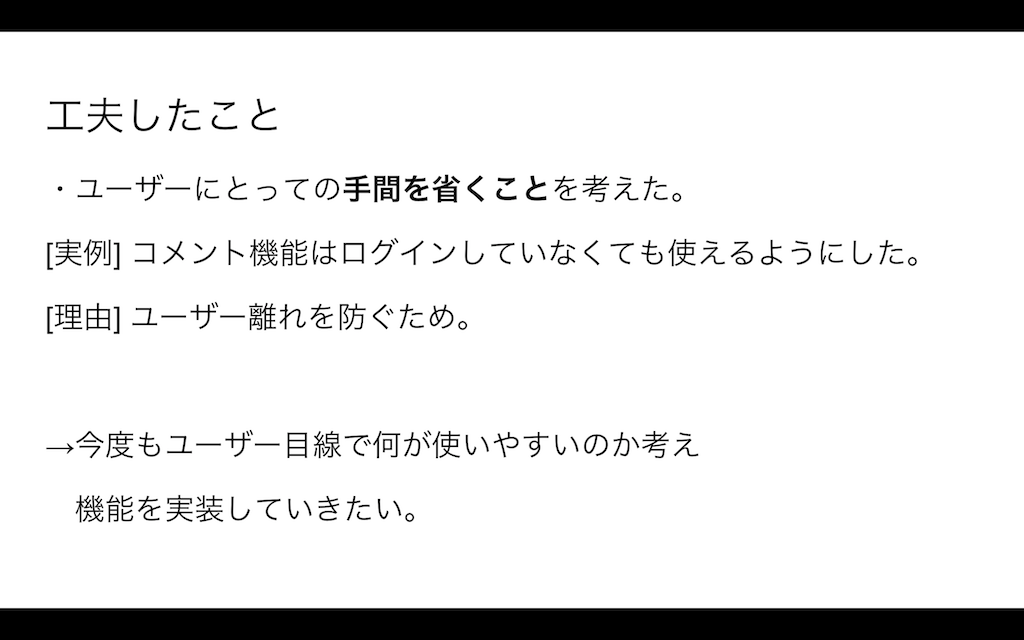 工夫したこと
・ユーザーにとっての手間を省くことを考えた。
[実例] コメント機能はログインしていなくても使えるようにした。
[理由] ユーザー離れを防ぐため。
→今度もユーザー目線で何が使いやすいのか考え
機能を実装していきたい。